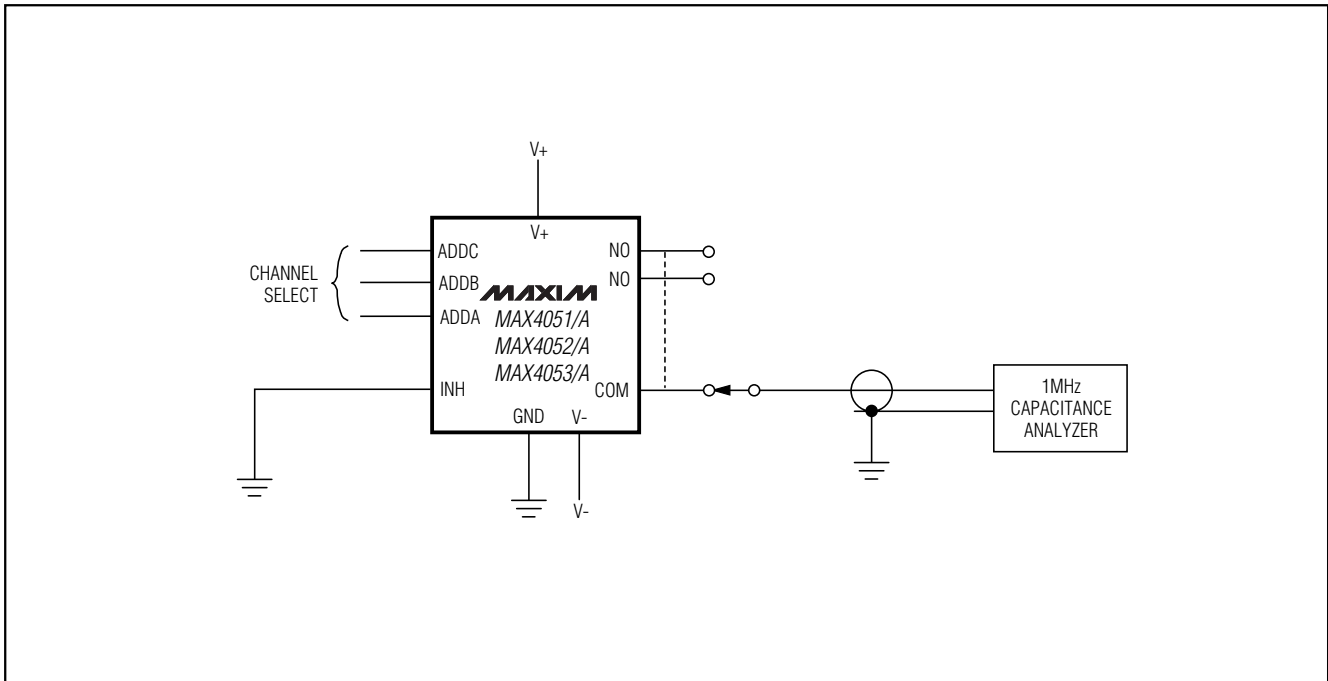 V+
V+
ADDC
ADDB
ADDA
CHANNEL
SELECT
INH
MAXIM
MAX4051/A
MAX4052/A
MAX4053/A
NO
NO
COM
GND
V-
V-
1MHz
CAPACITANCE
ANALYZER